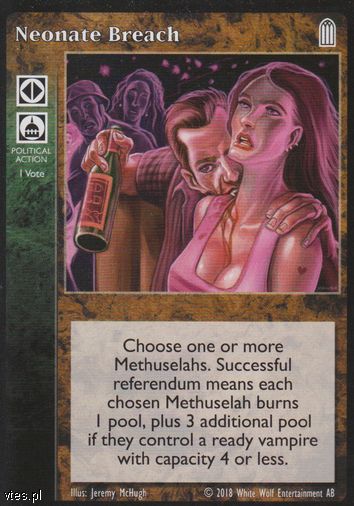 Neonate Breach
POLITICAL
ACTION
1 Vote
Choose one or more
Methuselahs. Successful
referendum means each
chosen Methuselah burns
1 pool, plus 3 additional pool
if they control a ready vampire
with capacity 4 or less.
vtes.pl
Illus: Jeremy McHugh
© 2018 White Wolf Entertainment AB